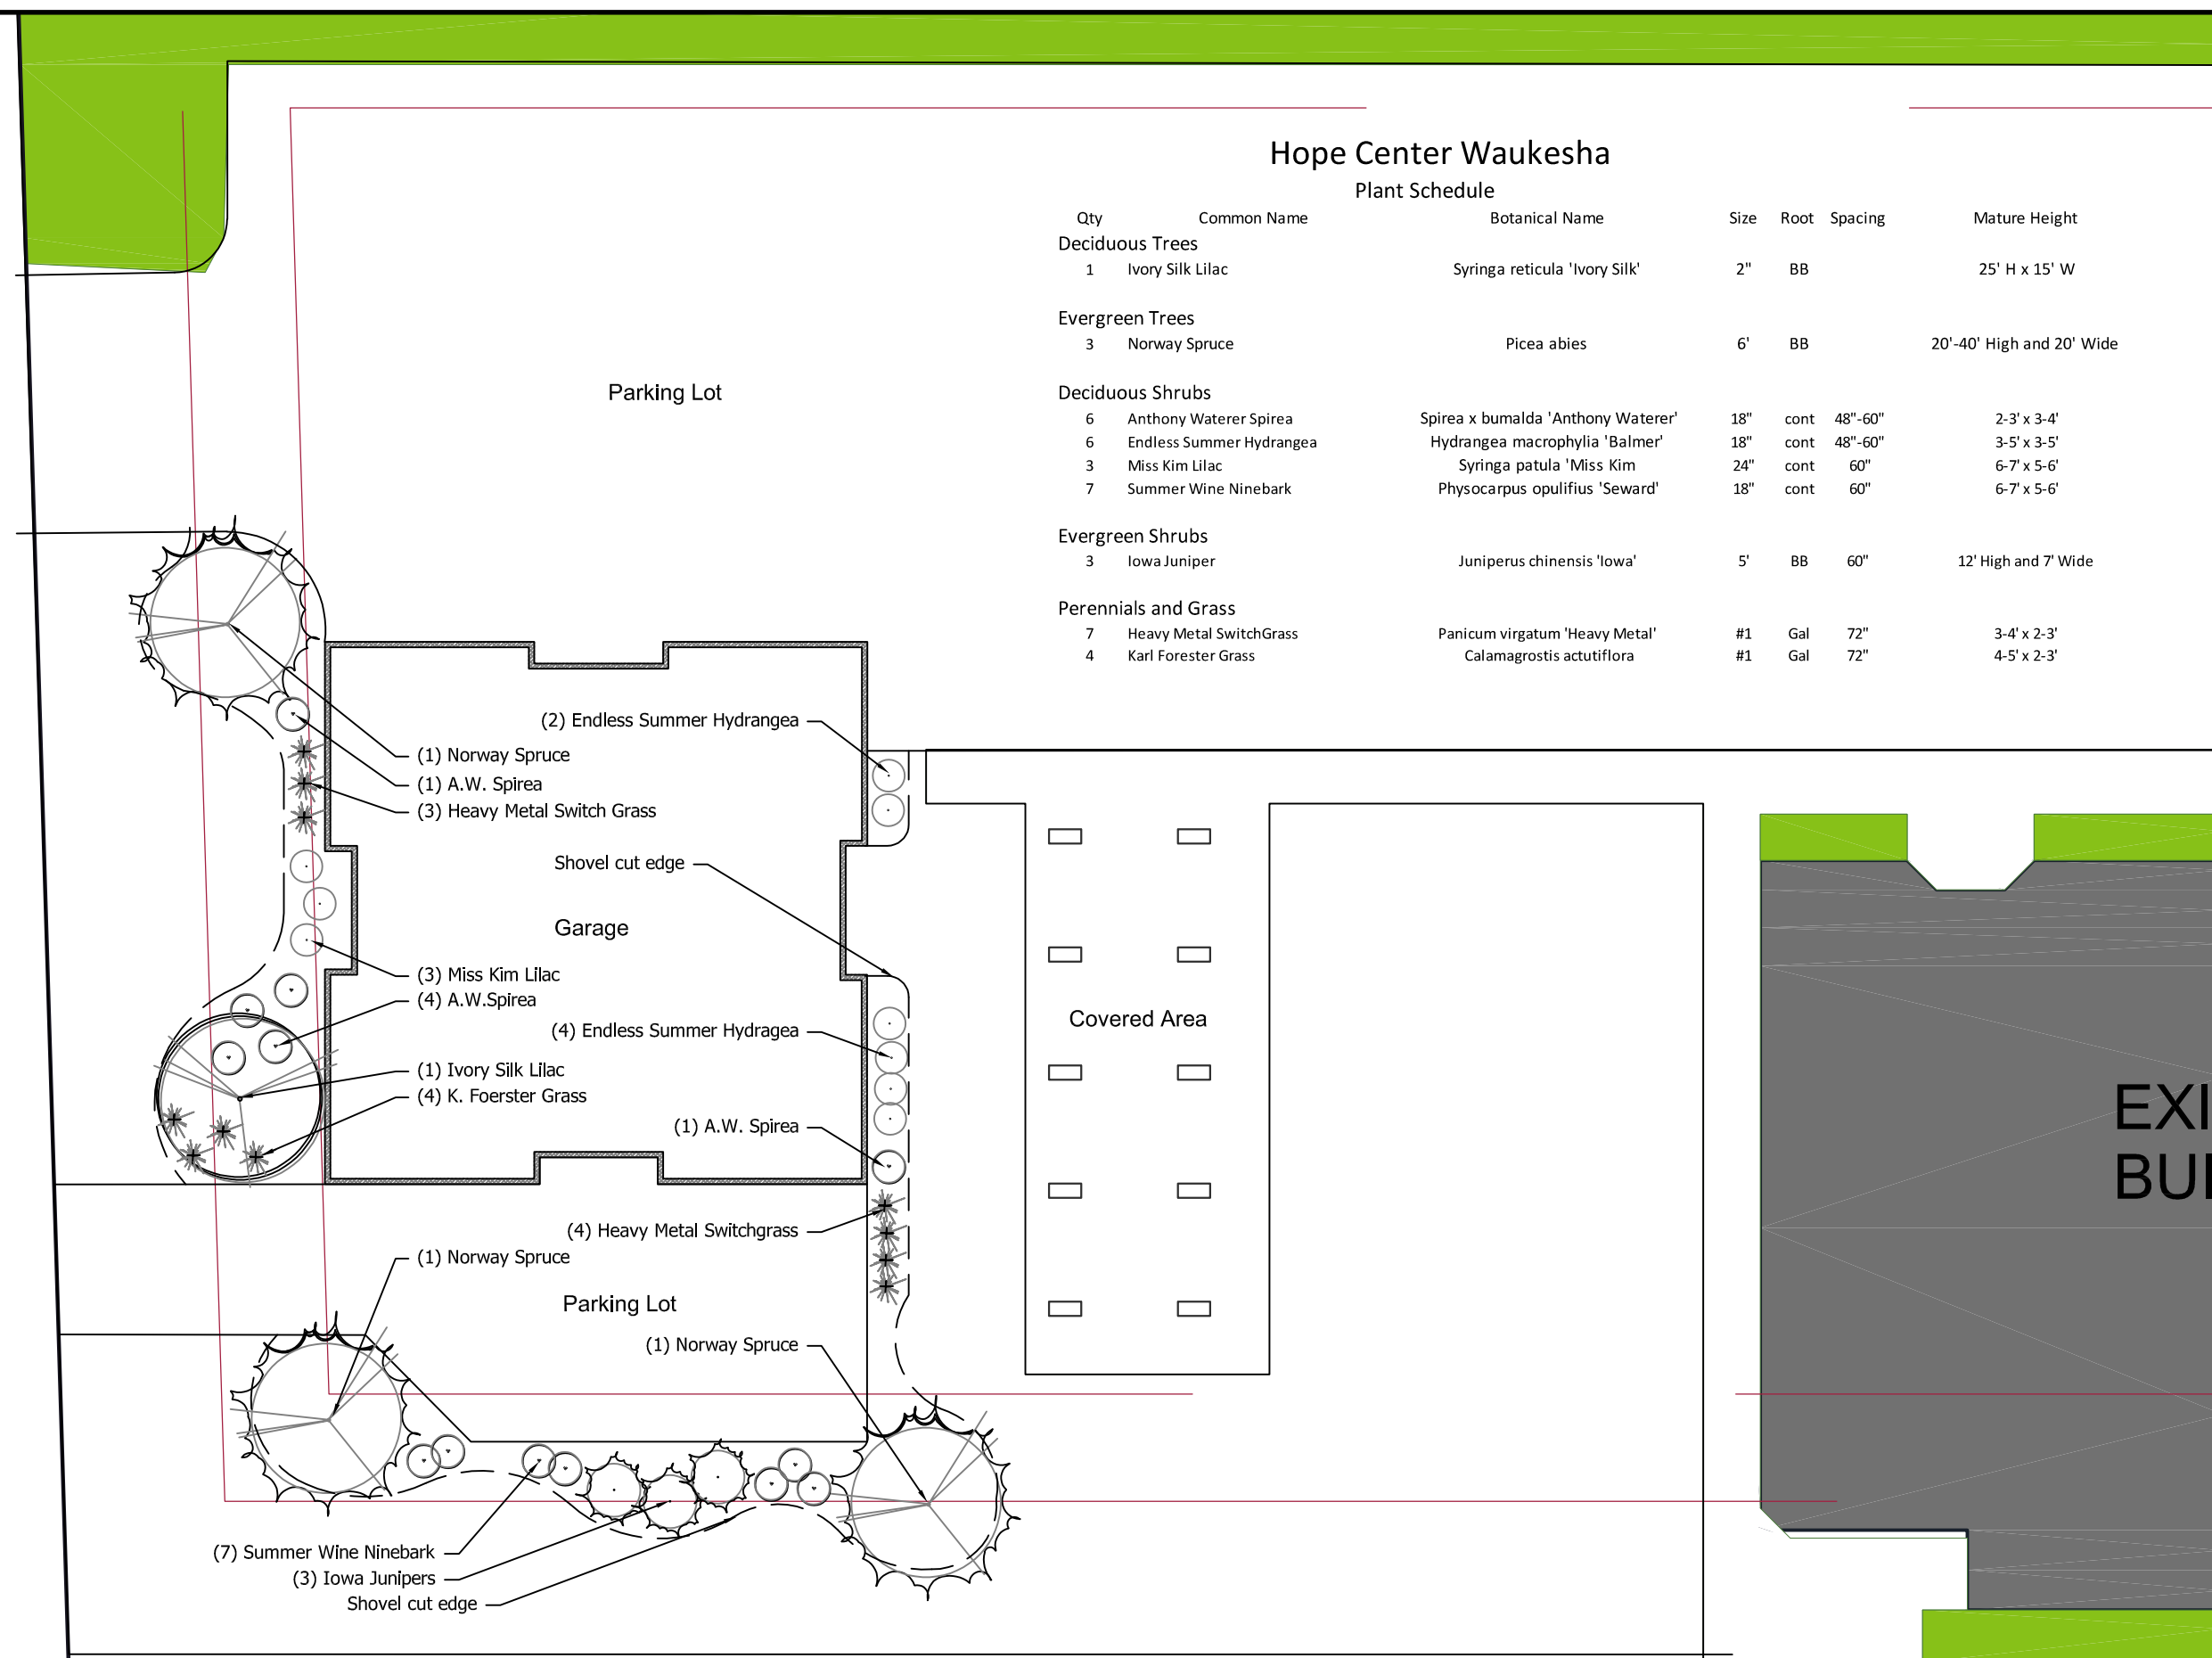 Hope Center Waukesha
Plant Schedule
Qty Common Name Botanical Name Size Root Spacing Mature Height
Deciduous Trees
1 Ivory Silk Lilac Syringa reticula 'Ivory Silk' 2" BB 25' H x 15' W
Evergreen Trees
3 Norway Spruce Picea abies 6' BB 20'-40' High and 20' Wide
Deciduous Shrubs
6 Anthony Waterer Spirea Spirea x bumalda 'Anthony Waterer' 18" cont 48"-60" 2-3' x 3-4'
6 Endless Summer Hydrangea Hydrangea macrophylia 'Balmer' 18" cont 48"-60" 3-5' x 3-5'
3 Miss Kim Lilac Syringa patula 'Miss Kim 24" cont 60" 6-7' x 5-6'
7 Summer Wine Ninebark Physocarpus opulifius 'Seward' 18" cont 60" 6-7' x 5-6'
Evergreen Shrubs
3 Iowa Juniper Juniperus chinensis 'Iowa' 5' BB 60" 12' High and 7' Wide
Perennials and Grass
7 Heavy Metal SwitchGrass Panicum virgatum 'Heavy Metal' #1 Gal 72" 3-4' x 2-3'
4 Karl Forester Grass Calamagrostis actutiflora #1 Gal 72" 4-5' x 2-3'
Parking Lot
(2) Endless Summer Hydrangea
(1) Norway Spruce
(1) A.W. Spirea
(3) Heavy Metal Switch Grass
Shovel cut edge
Garage
(3) Miss Kim Lilac
(4) A.W.Spirea
Covered Area
(4) Endless Summer Hydragea
(1) Ivory Silk Lilac
(4) K. Foerster Grass
(1) A.W. Spirea
EXI
BUI
(4) Heavy Metal Switchgrass
(1) Norway Spruce
Parking Lot
(1) Norway Spruce
(7) Summer Wine Ninebark
(3) Iowa Junipers
Shovel cut edge